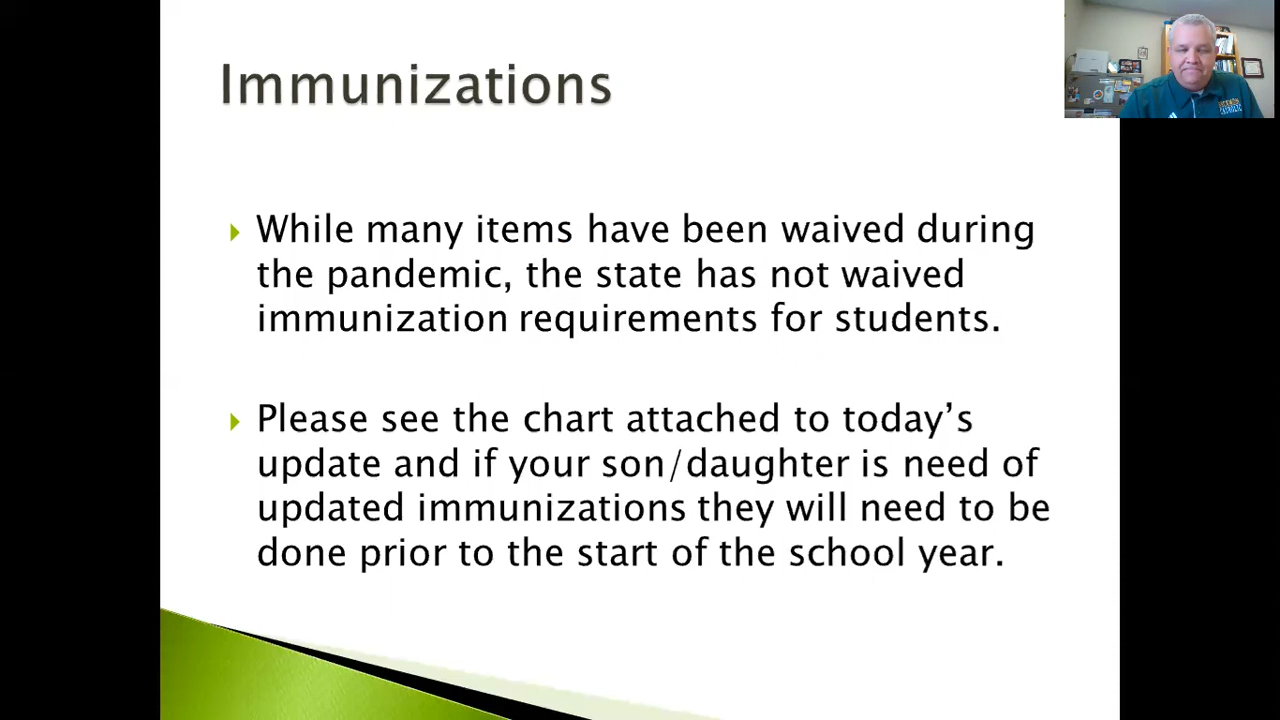 Immunizations
While many items have been waived during
the pandemic, the state has not waived
immunization requirements for students.
Please see the chart attached to today’s
update and if your son/daughter is need of
updated immunizations they will need to be
done prior to the start of the school year.